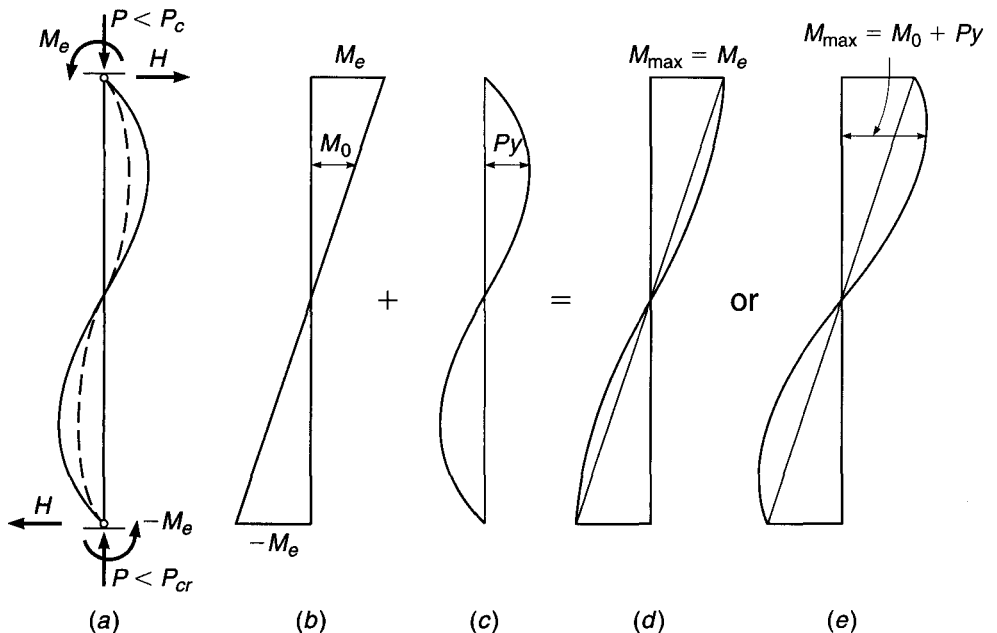 P < P_c
M_e
H
M_e
M_0
Py
M_max = M_e
M_max = M_0 + Py
+
=
or
H
-M_e
P < P_cr
-M_e
(a)
(b)
(c)
(d)
(e)